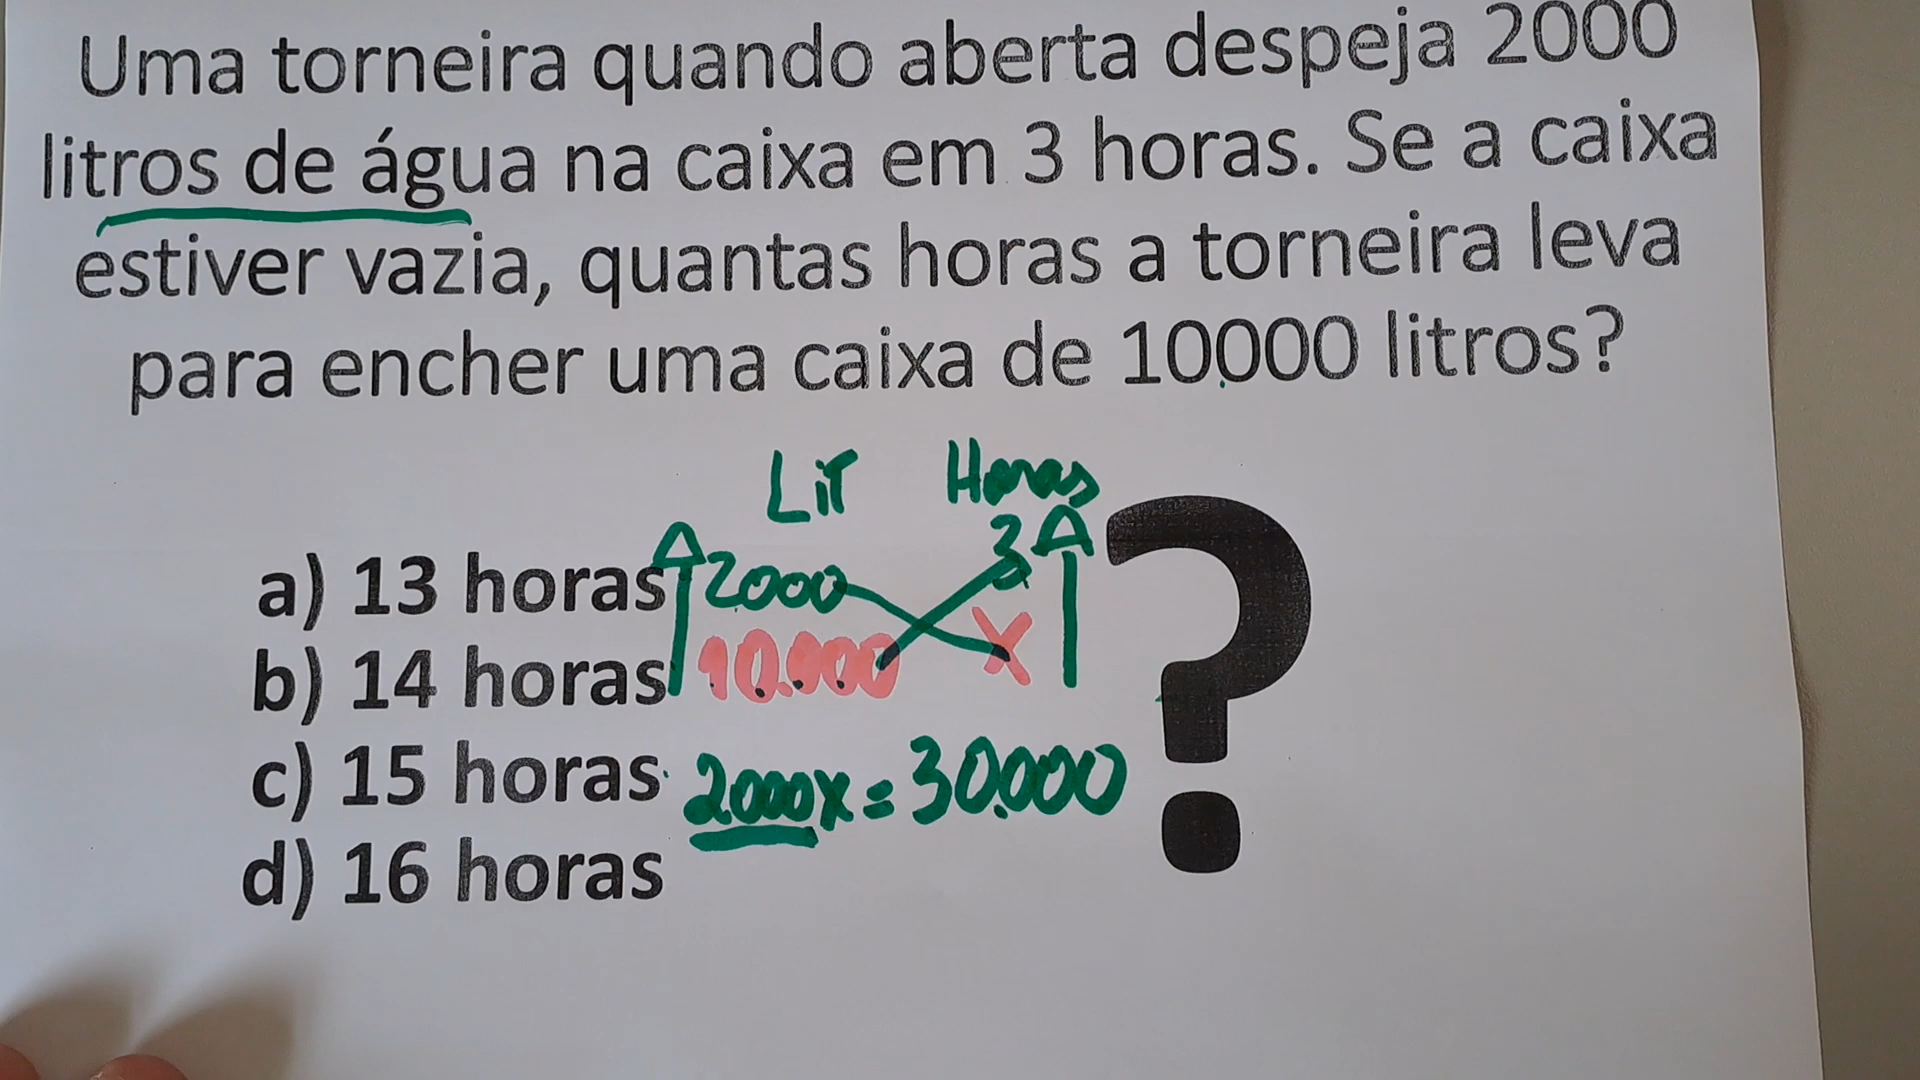 Uma torneira quando aberta despeja 2000
litros de água na caixa em 3 horas. Se a caixa
estiver vazia, quantas horas a torneira leva
para encher uma caixa de 10.000 litros?
Lit Horas
a) 13 horas 2000 3
b) 14 horas 10.000 X
c) 15 horas 2000x = 30.000
d) 16 horas
?